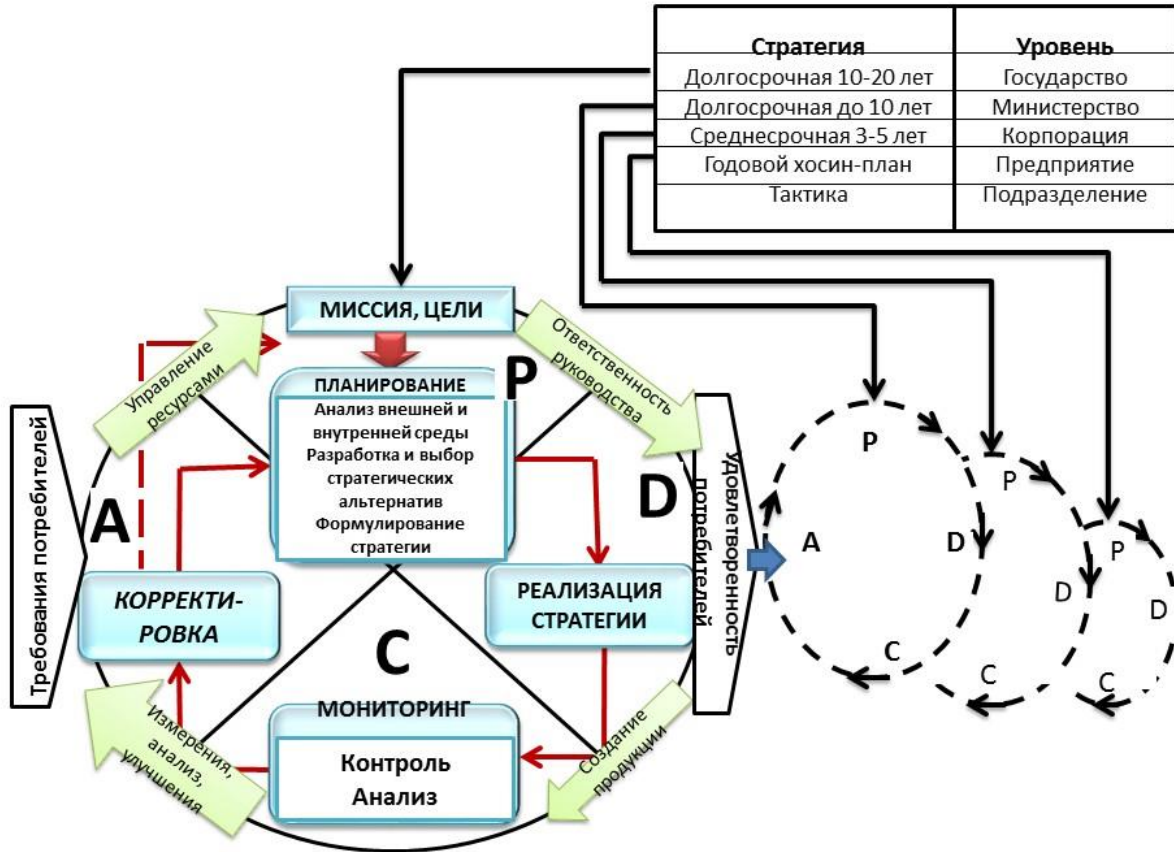 Стратегия Уровень
Долгосрочная 10-20 лет Государство
Долгосрочная до 10 лет Министерство
Среднесрочная 3-5 лет Корпорация
Годовой хосин-план Предприятие
Тактика Подразделение
МИССИЯ, ЦЕЛИ
Управление
ресурсами
Ответственность
руководства
P
ПЛАНИРОВАНИЕ
Анализ внешней и
внутренней среды
Разработка и выбор
стратегических
альтернатив
Формулирование
стратегии
Требования потребителей
A
D
Удовлетворенность
потребителей
КОРРЕКТИ-
РОВКА
РЕАЛИЗАЦИЯ
СТРАТЕГИИ
C
МОНИТОРИНГ
Контроль
Анализ
Измерения,
анализ,
улучшения
Создание
продукции
P
A
D
C
P
D
C
P
D
C